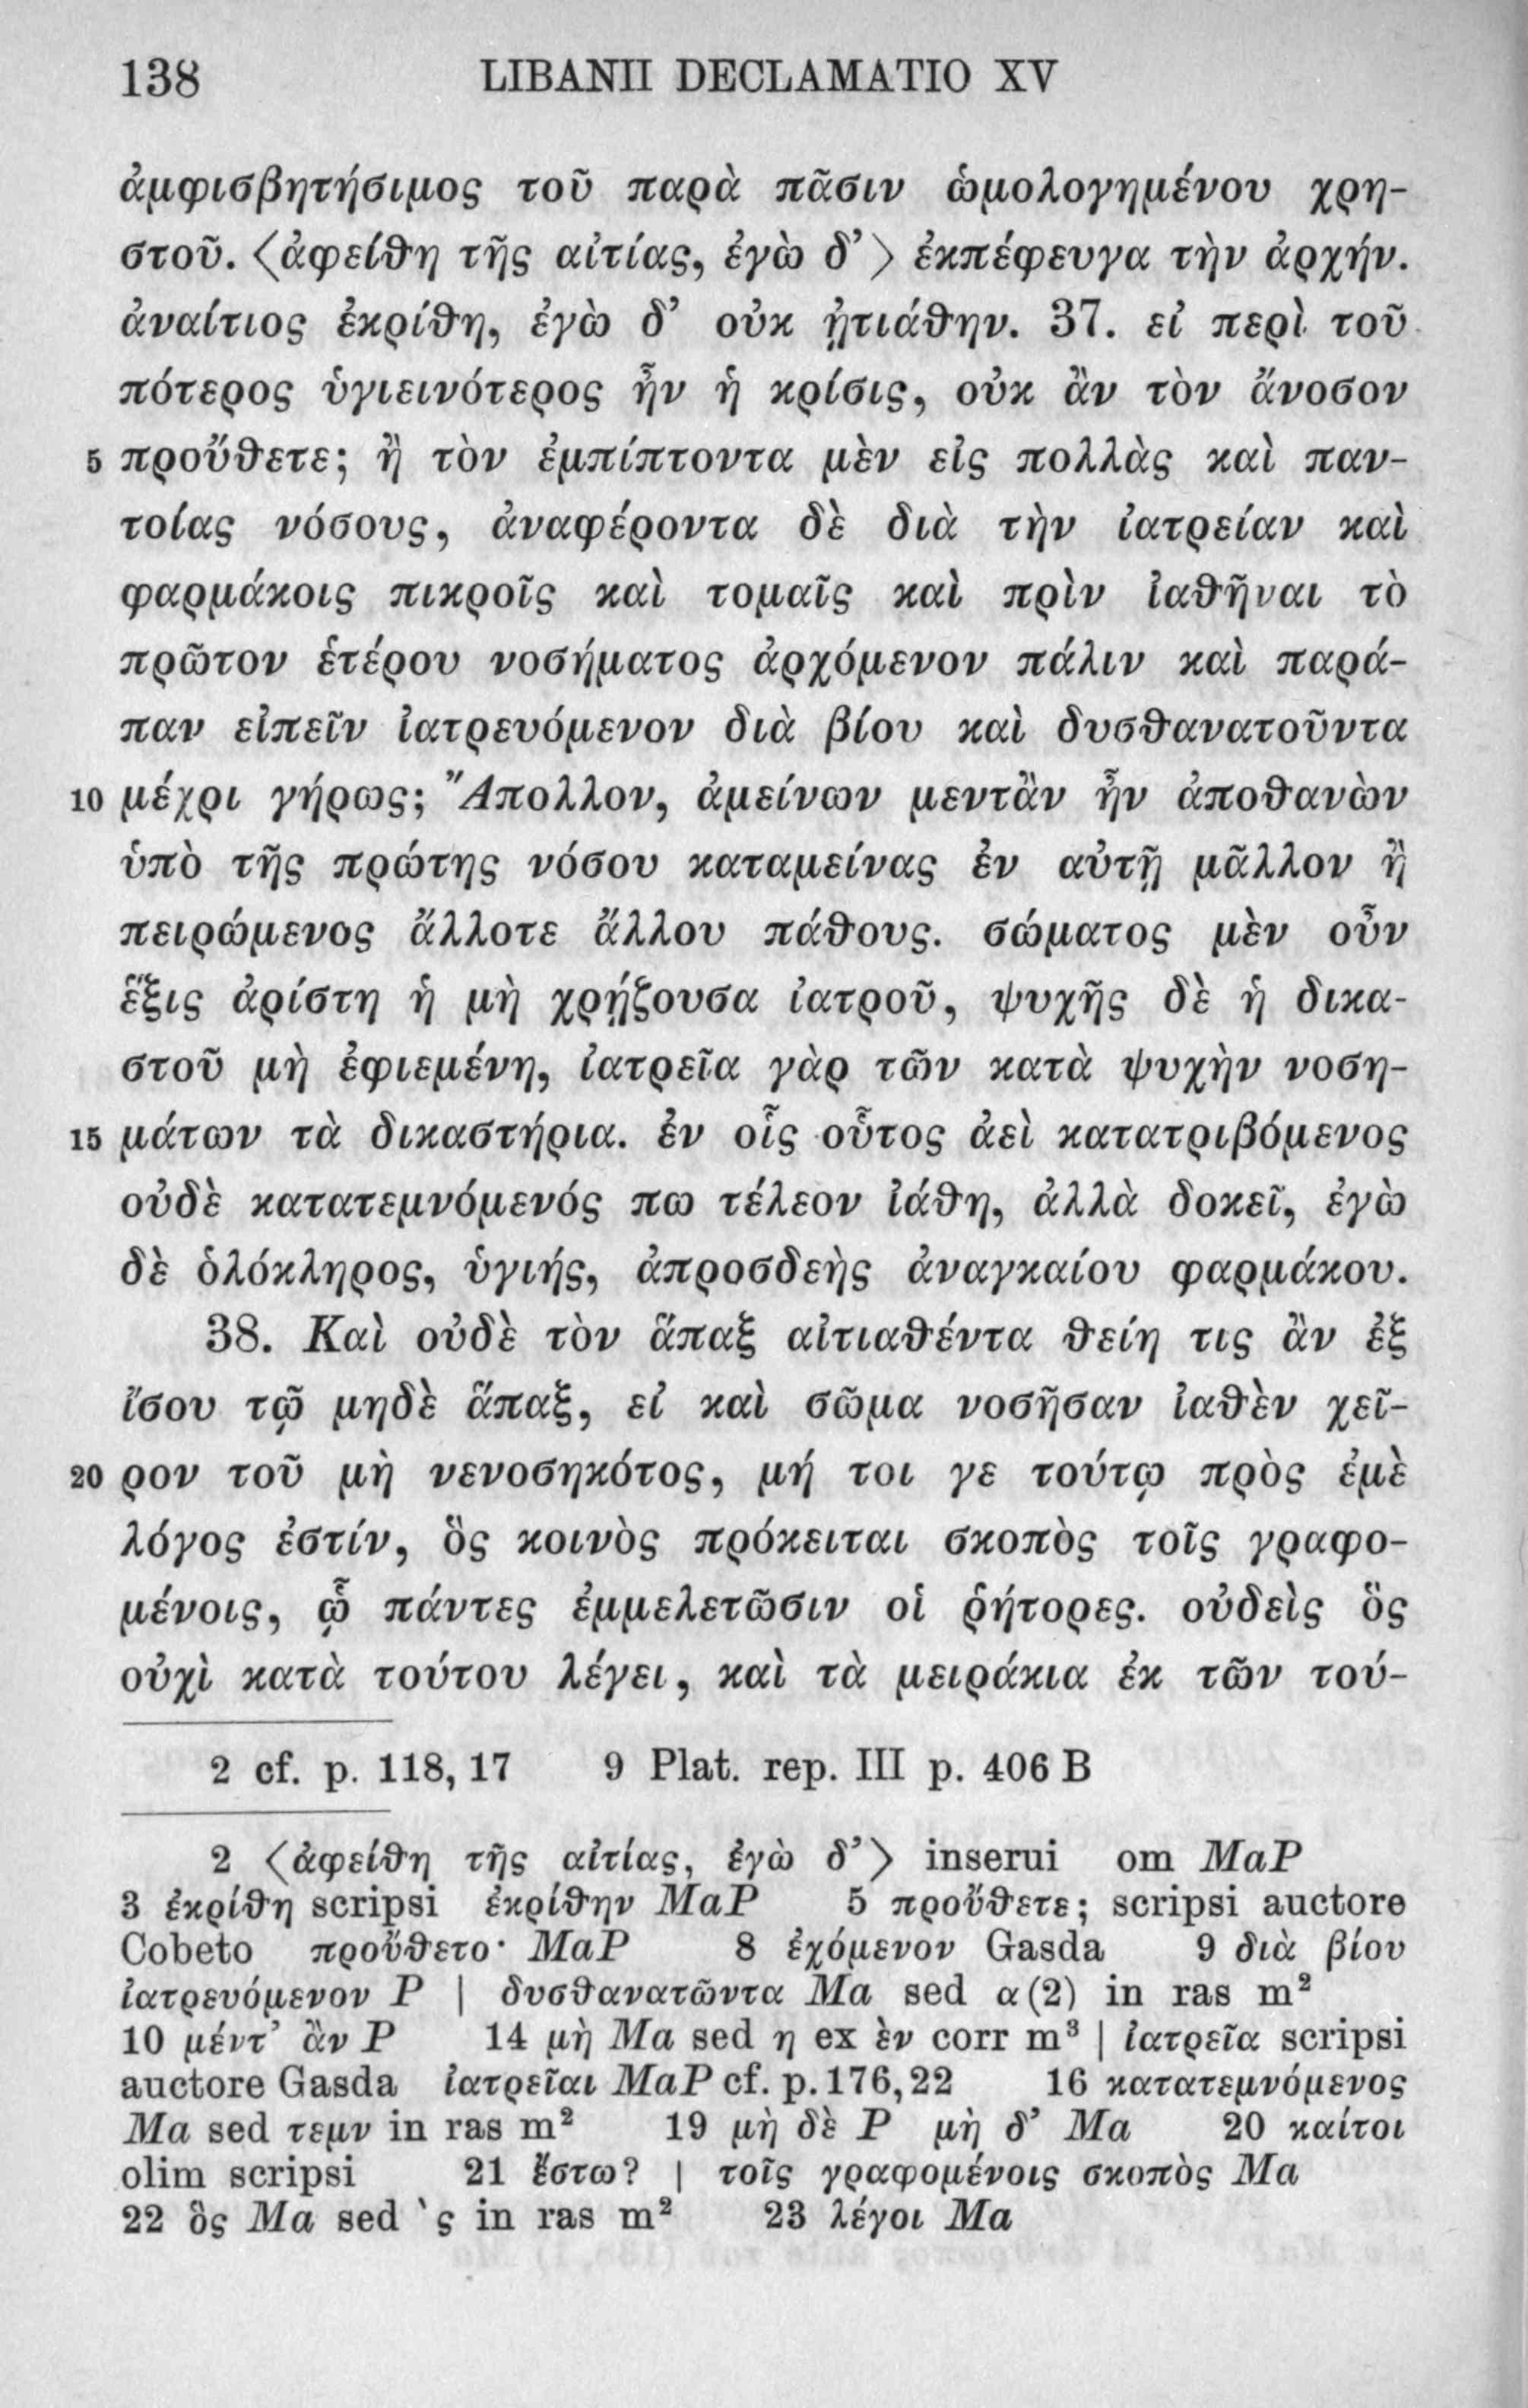 138 LIBANII DECLAMATIO XV
ἀμφισβητήσιμος τοῦ παρὰ πᾶσιν ὡμολογημένου χρη-
στοῦ. ⟨ἀφείθη τῆς αἰτίας, ἐγὼ δ’⟩ ἐκπέφευγα τὴν ἀρχήν.
ἀναίτιος ἐκρίθη, ἐγὼ δ’ οὐκ ᾐτιάθην. 37. εἰ περὶ τοῦ
πότερος ὑγιεινότερος ἦν ἡ κρίσις, οὐκ ἂν τὸν ἄνοσον
5 προὔθετε; ἢ τὸν ἐμπίπτοντα μὲν εἰς πολλὰς καὶ παν-
τοίας νόσους, ἀναφέροντα δὲ διὰ τὴν ἰατρείαν καὶ
φαρμάκοις πικροῖς καὶ τομαῖς καὶ πρὶν ἰαθῆναι τὸ
πρῶτον ἑτέρου νοσήματος ἀρχόμενον πάλιν καὶ παρά-
παν εἰπεῖν ἰατρευόμενον διὰ βίου καὶ δυσθανατοῦντα
10 μέχρι γήρως; Ἄπολλον, ἀμείνων μεντἂν ἦν ἀποθανὼν
ὑπὸ τῆς πρώτης νόσου καταμείνας ἐν αὐτῇ μᾶλλον ἢ
πειρώμενος ἄλλοτε ἄλλου πάθους. σώματος μὲν οὖν
ἕξις ἀρίστη ἡ μὴ χρῄζουσα ἰατροῦ, ψυχῆς δὲ ἡ δικα-
στοῦ μὴ ἐφιεμένη, ἰατρεῖα γὰρ τῶν κατὰ ψυχὴν νοση-
15 μάτων τὰ δικαστήρια. ἐν οἷς οὗτος ἀεὶ κατατριβόμενος
οὐδὲ κατατεμνόμενός πω τέλεον ἰάθη, ἀλλὰ δοκεῖ, ἐγὼ
δὲ ὁλόκληρος, ὑγιής, ἀπροσδεὴς ἀναγκαίου φαρμάκου.
38. Καὶ οὐδὲ τὸν ἅπαξ αἰτιαθέντα θείη τις ἂν ἐξ
ἴσου τῷ μηδὲ ἅπαξ, εἰ καὶ σῶμα νοσῆσαν ἰαθὲν χεῖ-
20 ρον τοῦ μὴ νενοσηκότος, μή τοι γε τούτῳ πρὸς ἐμὲ
λόγος ἐστίν, ὃς κοινὸς πρόκειται σκοπὸς τοῖς γραφο-
μένοις, ᾧ πάντες ἐμμελετῶσιν οἱ ῥήτορες. οὐδεὶς ὃς
οὐχὶ κατὰ τούτου λέγει, καὶ τὰ μειράκια ἐκ τῶν τού-
2 cf. p. 118, 17 9 Plat. rep. III p. 406 B
2 ⟨ἀφείθη τῆς αἰτίας, ἐγὼ δ’⟩ inserui om MaP
3 ἐκρίθη scripsi ἐκρίθην MaP 5 προὔθετε; scripsi auctore
Cobeto προὔθετο· MaP 8 ἐχόμενον Gasda 9 διὰ βίου
ἰατρευόμενον P | δυσθανατῶντα Ma sed α(2) in ras m²
10 μέντ’ ἂν P 14 μὴ Ma sed η ex ὲν corr m³ | ἰατρεῖα scripsi
auctore Gasda ἰατρεῖαι MaP cf. p. 176, 22 16 κατατεμνόμενος
Ma sed τεμν in ras m² 19 μὴ δὲ P μὴ δ’ Ma 20 καίτοι
olim scripsi 21 ἔστω? | τοῖς γραφομένοις σκοπὸς Ma
22 ὃς Ma sed ‵ς in ras m² 23 λέγοι Ma